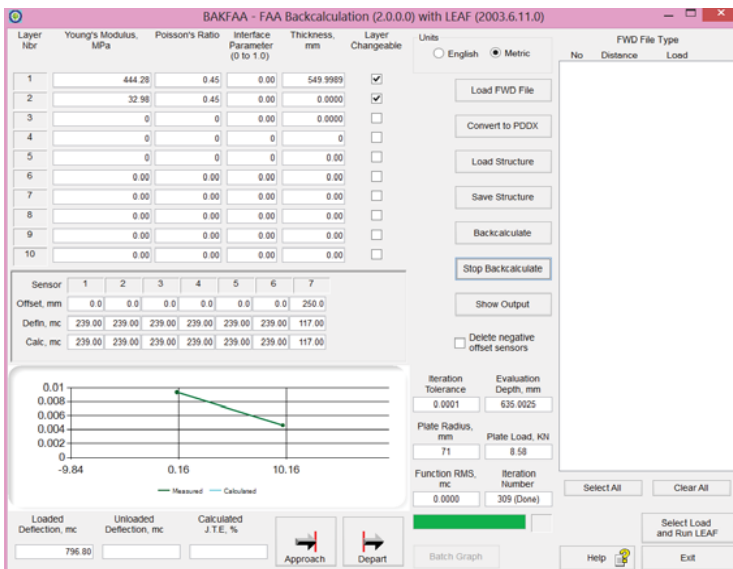 BAKFAA - FAA Backcalculation (2.0.0.0) with LEAF (2003.6.11.0)
Layer Nbr Young's Modulus, MPa Poisson's Ratio Interface Parameter (0 to 1.0) Thickness, mm Layer Changeable
1 444.28 0.45 0.00 549.9989
2 32.98 0.45 0.00 0.0000
3 0 0 0.00 0.0000
4 0 0 0 0
5 0 0 0 0.00
6 0.00 0.00 0.00 0.00
7 0.00 0.00 0.00 0.00
8 0.00 0.00 0.00 0.00
9 0.00 0.00 0.00 0.00
10 0.00 0.00 0.00 0.00
Sensor 1 2 3 4 5 6 7
Offset, mm 0.0 0.0 0.0 0.0 0.0 0.0 250.0
Defln, mc 239.00 239.00 239.00 239.00 239.00 239.00 117.00
Calc, mc 239.00 239.00 239.00 239.00 239.00 239.00 117.00
0.01
0.008
0.006
0.004
0.002
0
-9.84 0.16 10.16
Measured Calculated
Loaded Deflection, mc Unloaded Deflection, mc Calculated J.T.E, %
796.80
Approach Depart
Units
English Metric
Load FWD File
Convert to PDDX
Load Structure
Save Structure
Backcalculate
Stop Backcalculate
Show Output
Delete negative
offset sensors
Iteration Tolerance Evaluation Depth, mm
0.0001 635.0025
Plate Radius, mm Plate Load, KN
71 8.58
Function RMS, mc Iteration Number
0.0000 309 (Done)
Batch Graph
FWD File Type
No Distance Load
Select All Clear All
Select Load
and Run LEAF
Help Exit